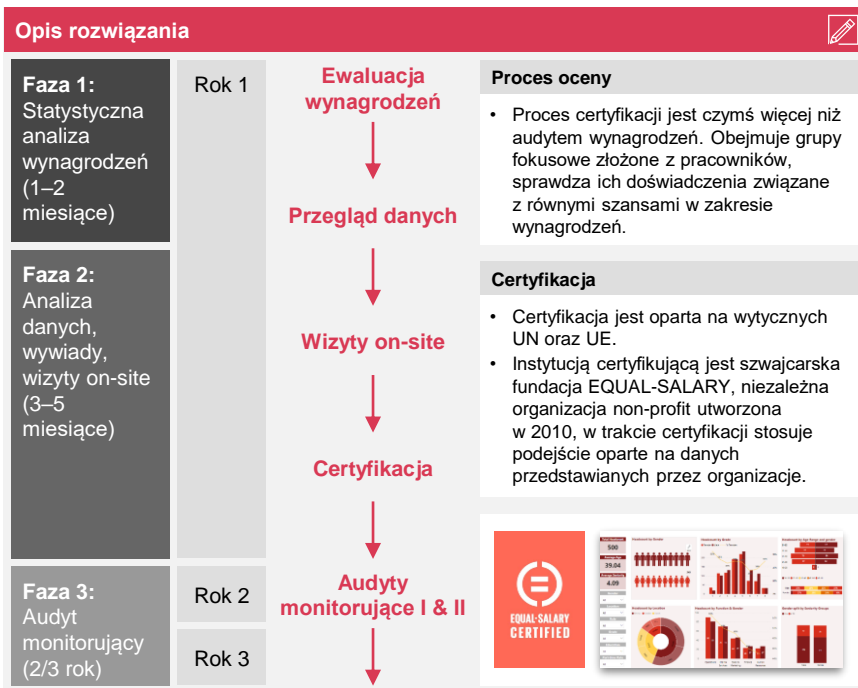 Opis rozwiązania
Faza 1:
Statystyczna
analiza
wynagrodzeń
(1–2
miesiące)
Faza 2:
Analiza
danych,
wywiady,
wizyty on-site
(3–5
miesiące)
Faza 3:
Audyt
monitorujący
(2/3 rok)
Rok 1
Rok 2
Rok 3
Ewaluacja
wynagrodzeń
Przegląd danych
Wizyty on-site
Certyfikacja
Audyty
monitorujące I & II
Proces oceny
• Proces certyfikacji jest czymś więcej niż
audytem wynagrodzeń. Obejmuje grupy
fokusowe złożone z pracowników,
sprawdza ich doświadczenia związane
z równymi szansami w zakresie
wynagrodzeń.
Certyfikacja
• Certyfikacja jest oparta na wytycznych
UN oraz UE.
• Instytucją certyfikującą jest szwajcarska
fundacja EQUAL-SALARY, niezależna
organizacja non-profit utworzona
w 2010, w trakcie certyfikacji stosuje
podejście oparte na danych
przedstawianych przez organizacje.
EQUAL-SALARY
CERTIFIED
500
39.04
4.09